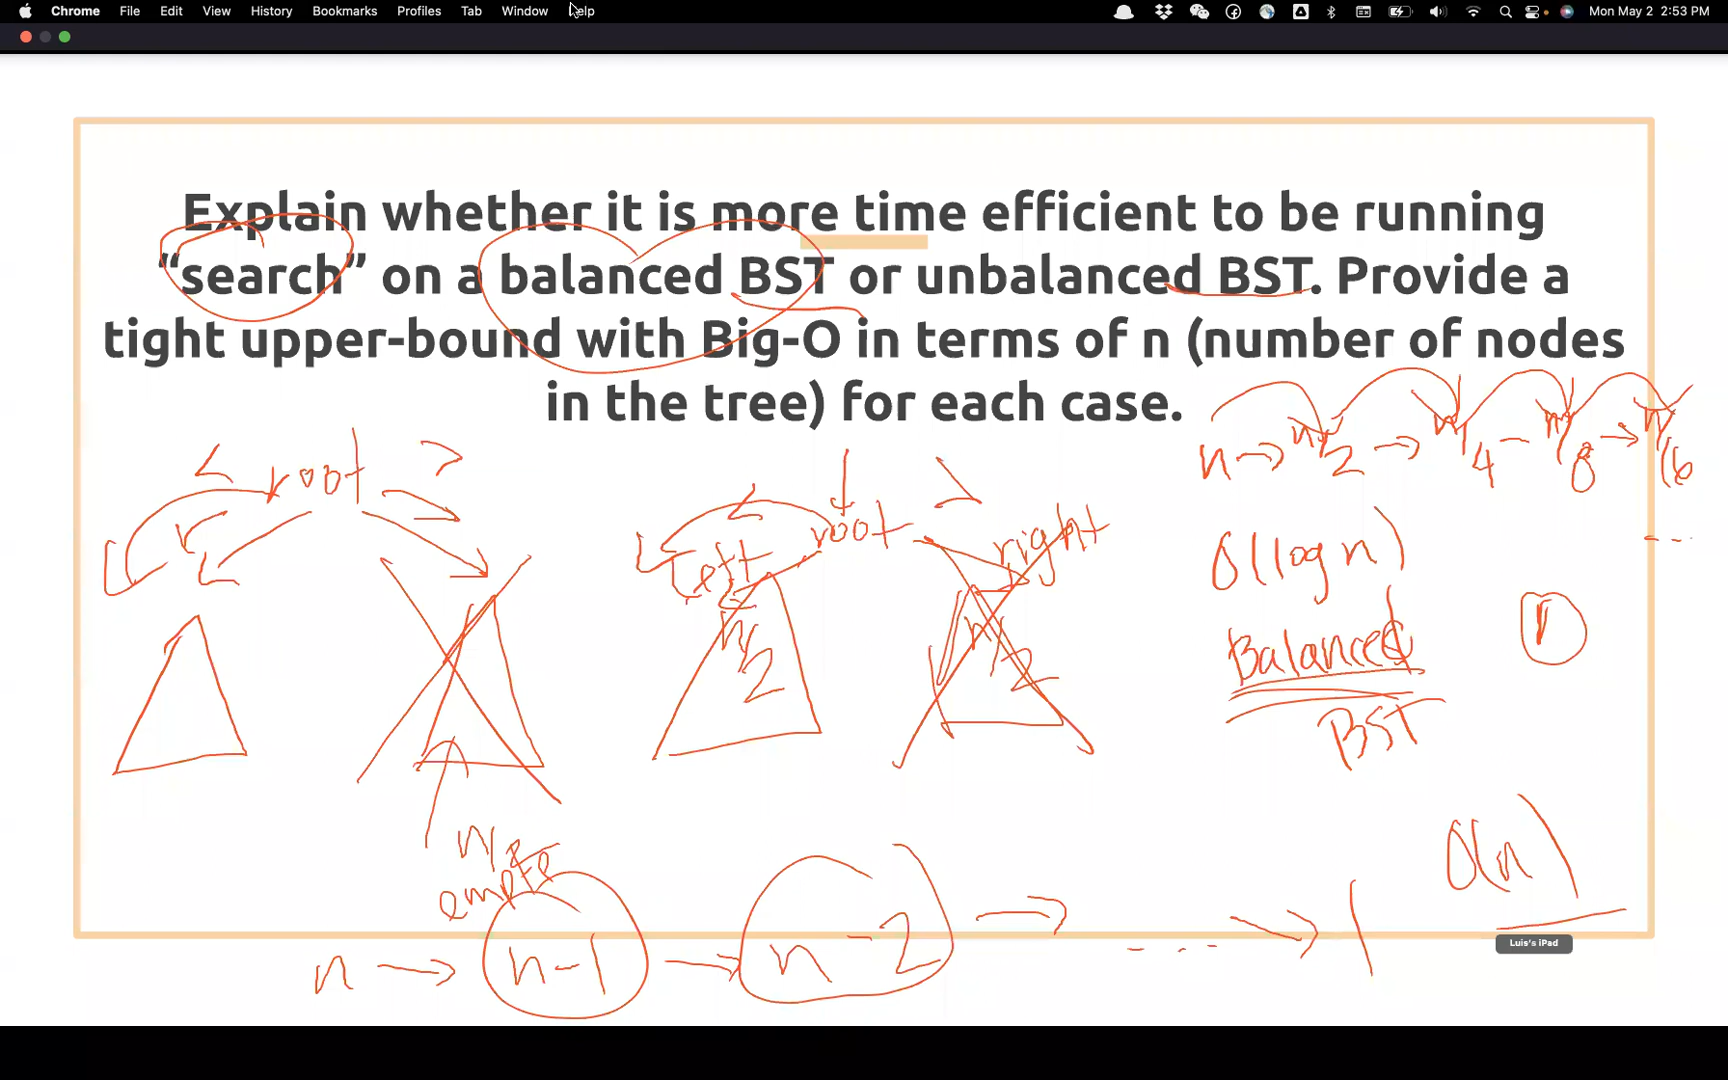 Chrome File Edit View History Bookmarks Profiles Tab Window Help
Mon May 2 2:53 PM
Explain whether it is more time efficient to be running
“search” on a balanced BST or unbalanced BST. Provide a
tight upper-bound with Big-O in terms of n (number of nodes
in the tree) for each case.
n → n/2 → n/4 – n/8 → n/16
...
< root >
< root >
left right
n/2 n/2
O(log n)
Balanced
BST
1
O(n)
n → n-1 → n-2 → ... → 1
Luis's iPad